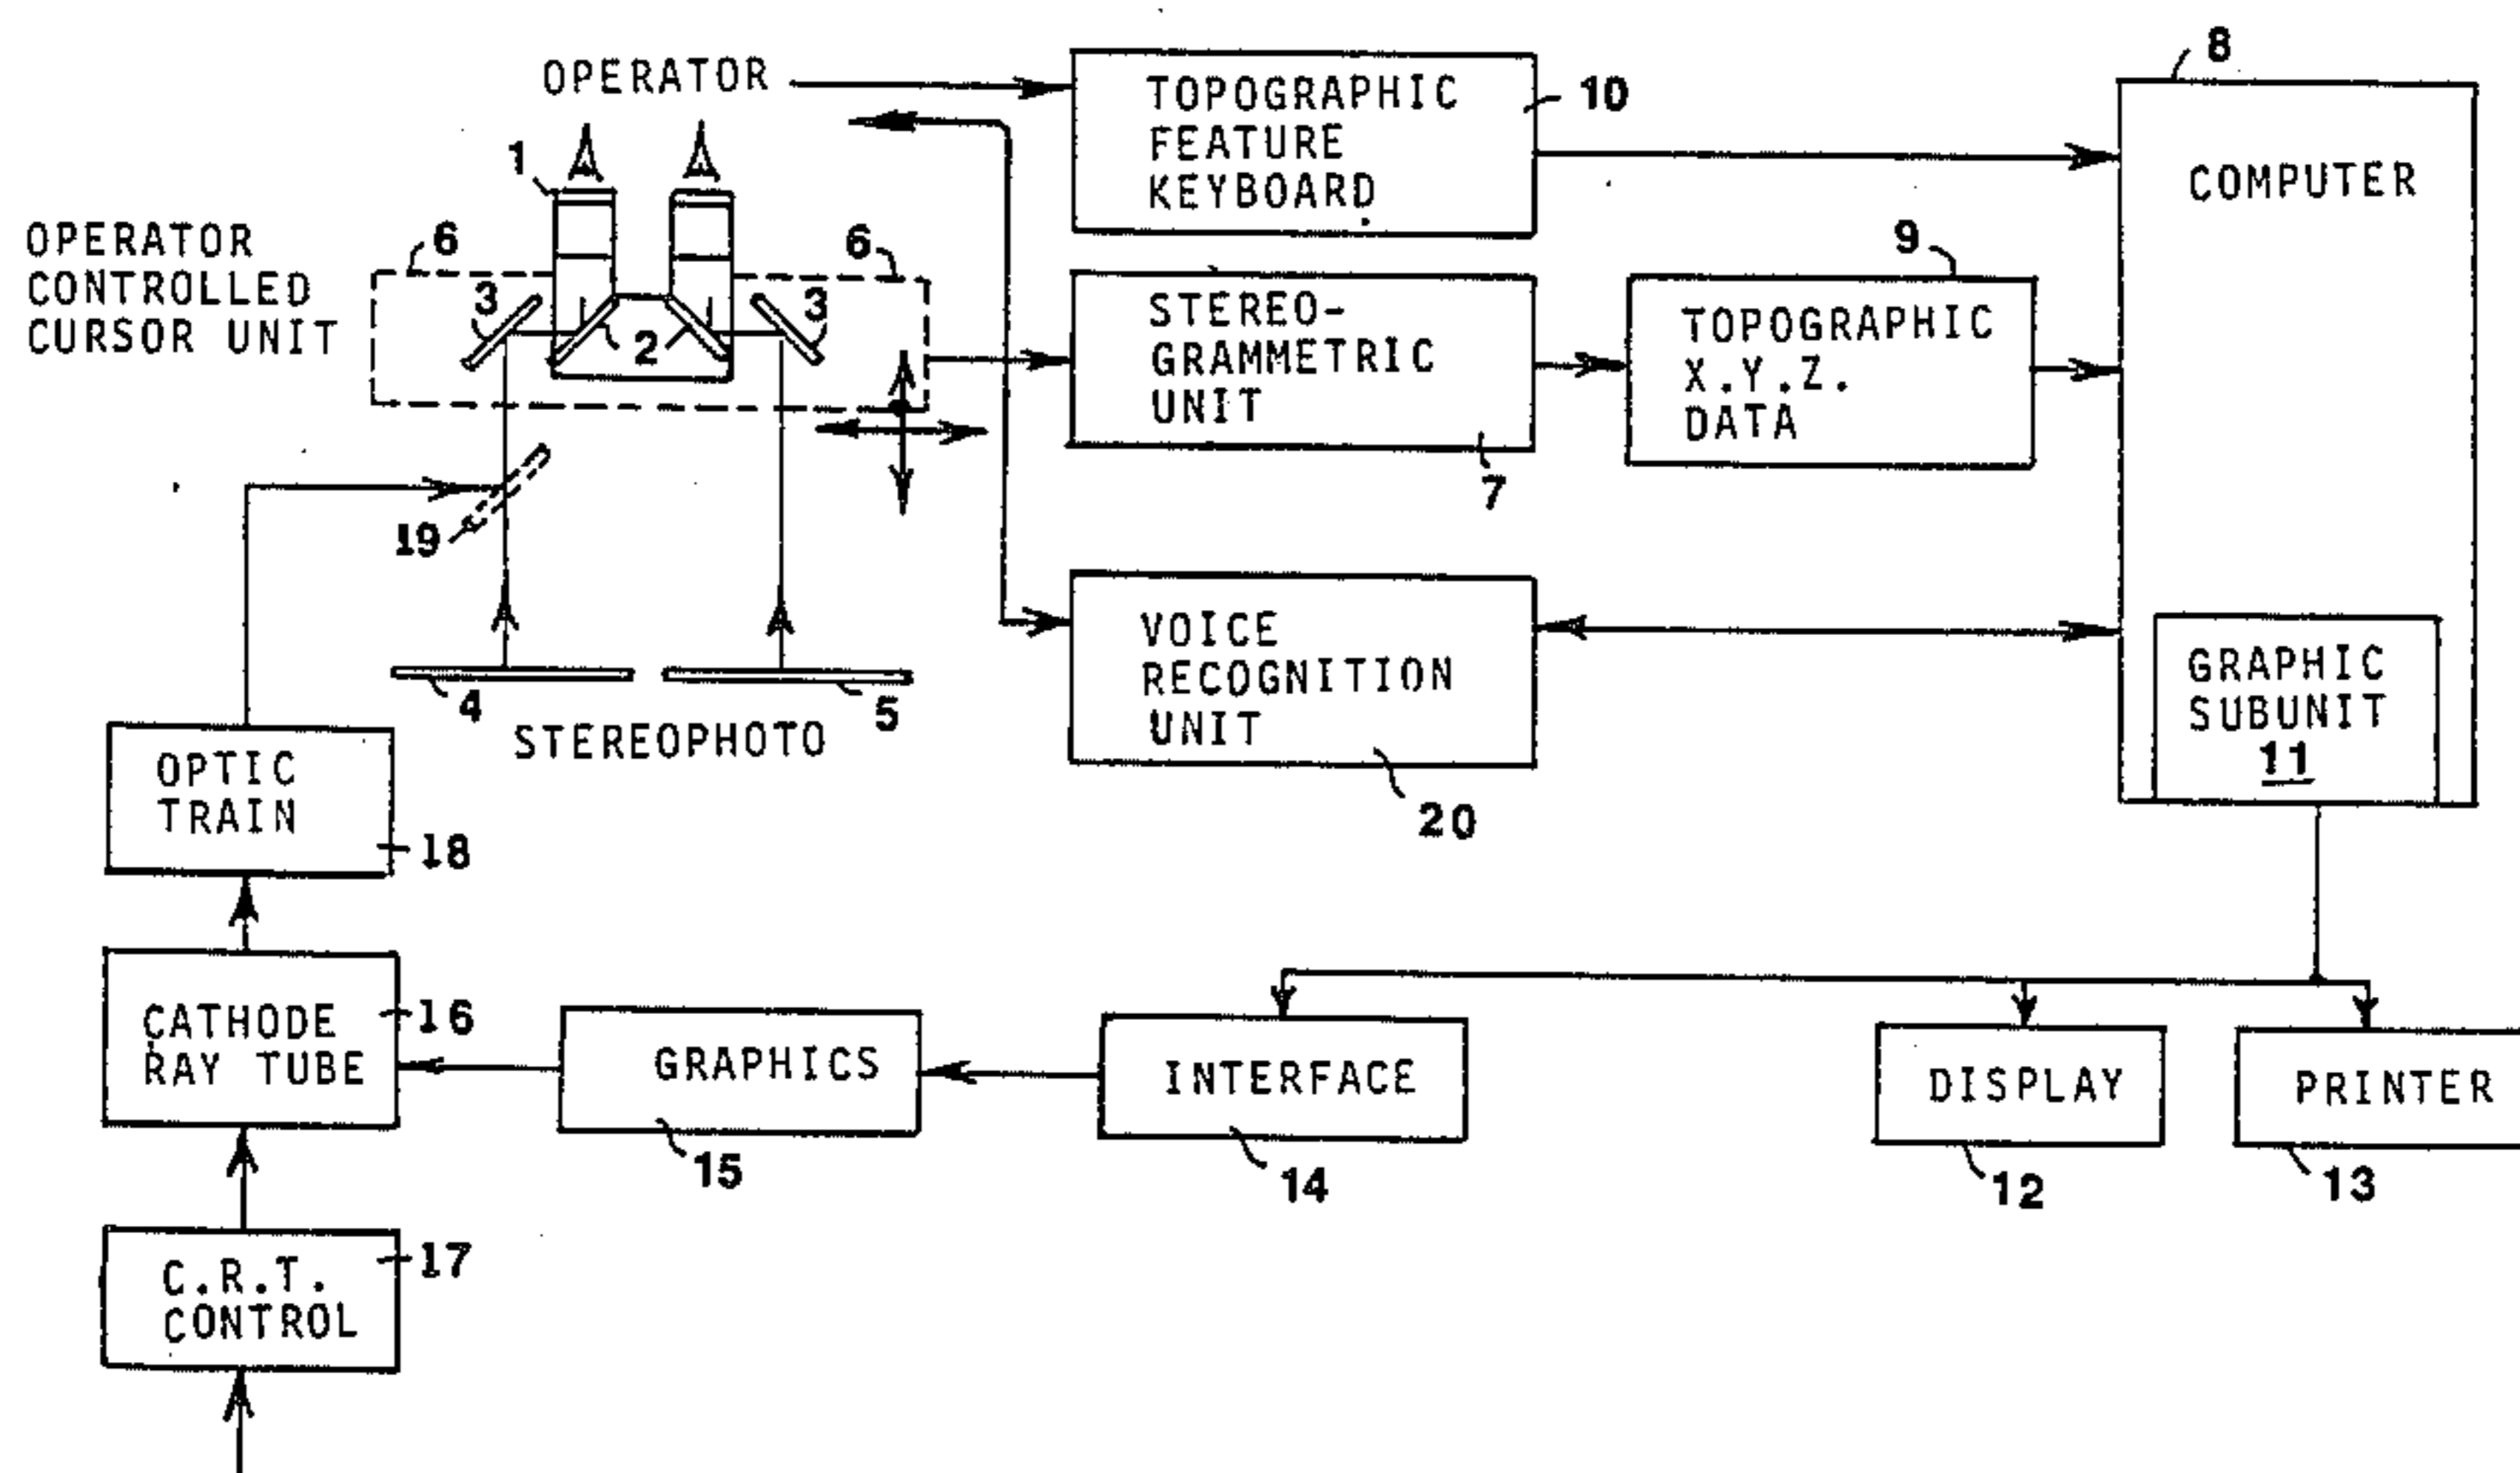 OPERATOR
1
OPERATOR
CONTROLLED
CURSOR UNIT
6
3
2
3
6
19
4
5
STEREOPHOTO
TOPOGRAPHIC
FEATURE
KEYBOARD
10
STEREO-
GRAMMETRIC
UNIT
7
TOPOGRAPHIC
X.Y.Z.
DATA
9
8
COMPUTER
VOICE
RECOGNITION
UNIT
20
GRAPHIC
SUBUNIT
11
OPTIC
TRAIN
18
CATHODE
RAY TUBE
16
GRAPHICS
15
INTERFACE
14
DISPLAY
12
PRINTER
13
C.R.T.
CONTROL
17